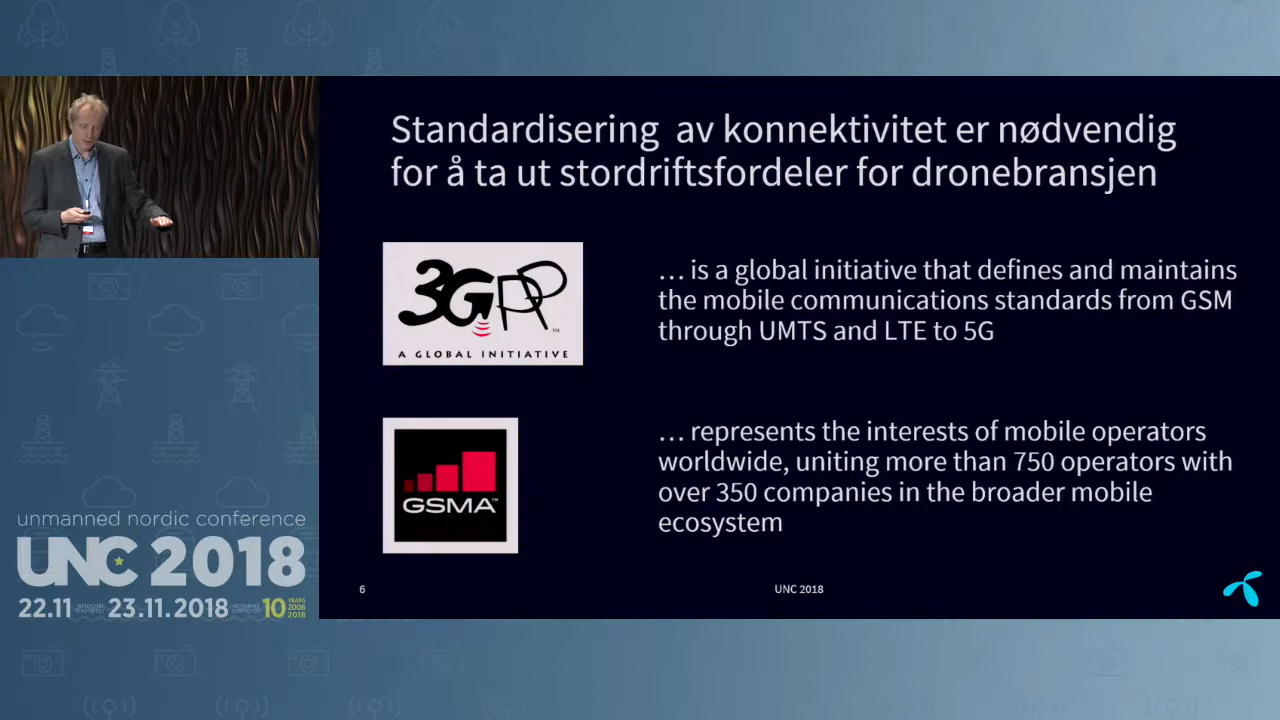 Standardisering av konnektivitet er nødvendig
for å ta ut stordriftsfordeler for dronebransjen
3GPP ™
A GLOBAL INITIATIVE
… is a global initiative that defines and maintains
the mobile communications standards from GSM
through UMTS and LTE to 5G
GSMA™
… represents the interests of mobile operators
worldwide, uniting more than 750 operators with
over 350 companies in the broader mobile
ecosystem
6
UNC 2018
unmanned nordic conference
UNC 2018
22.11
23.11.2018
10 YEARS
2008
2018